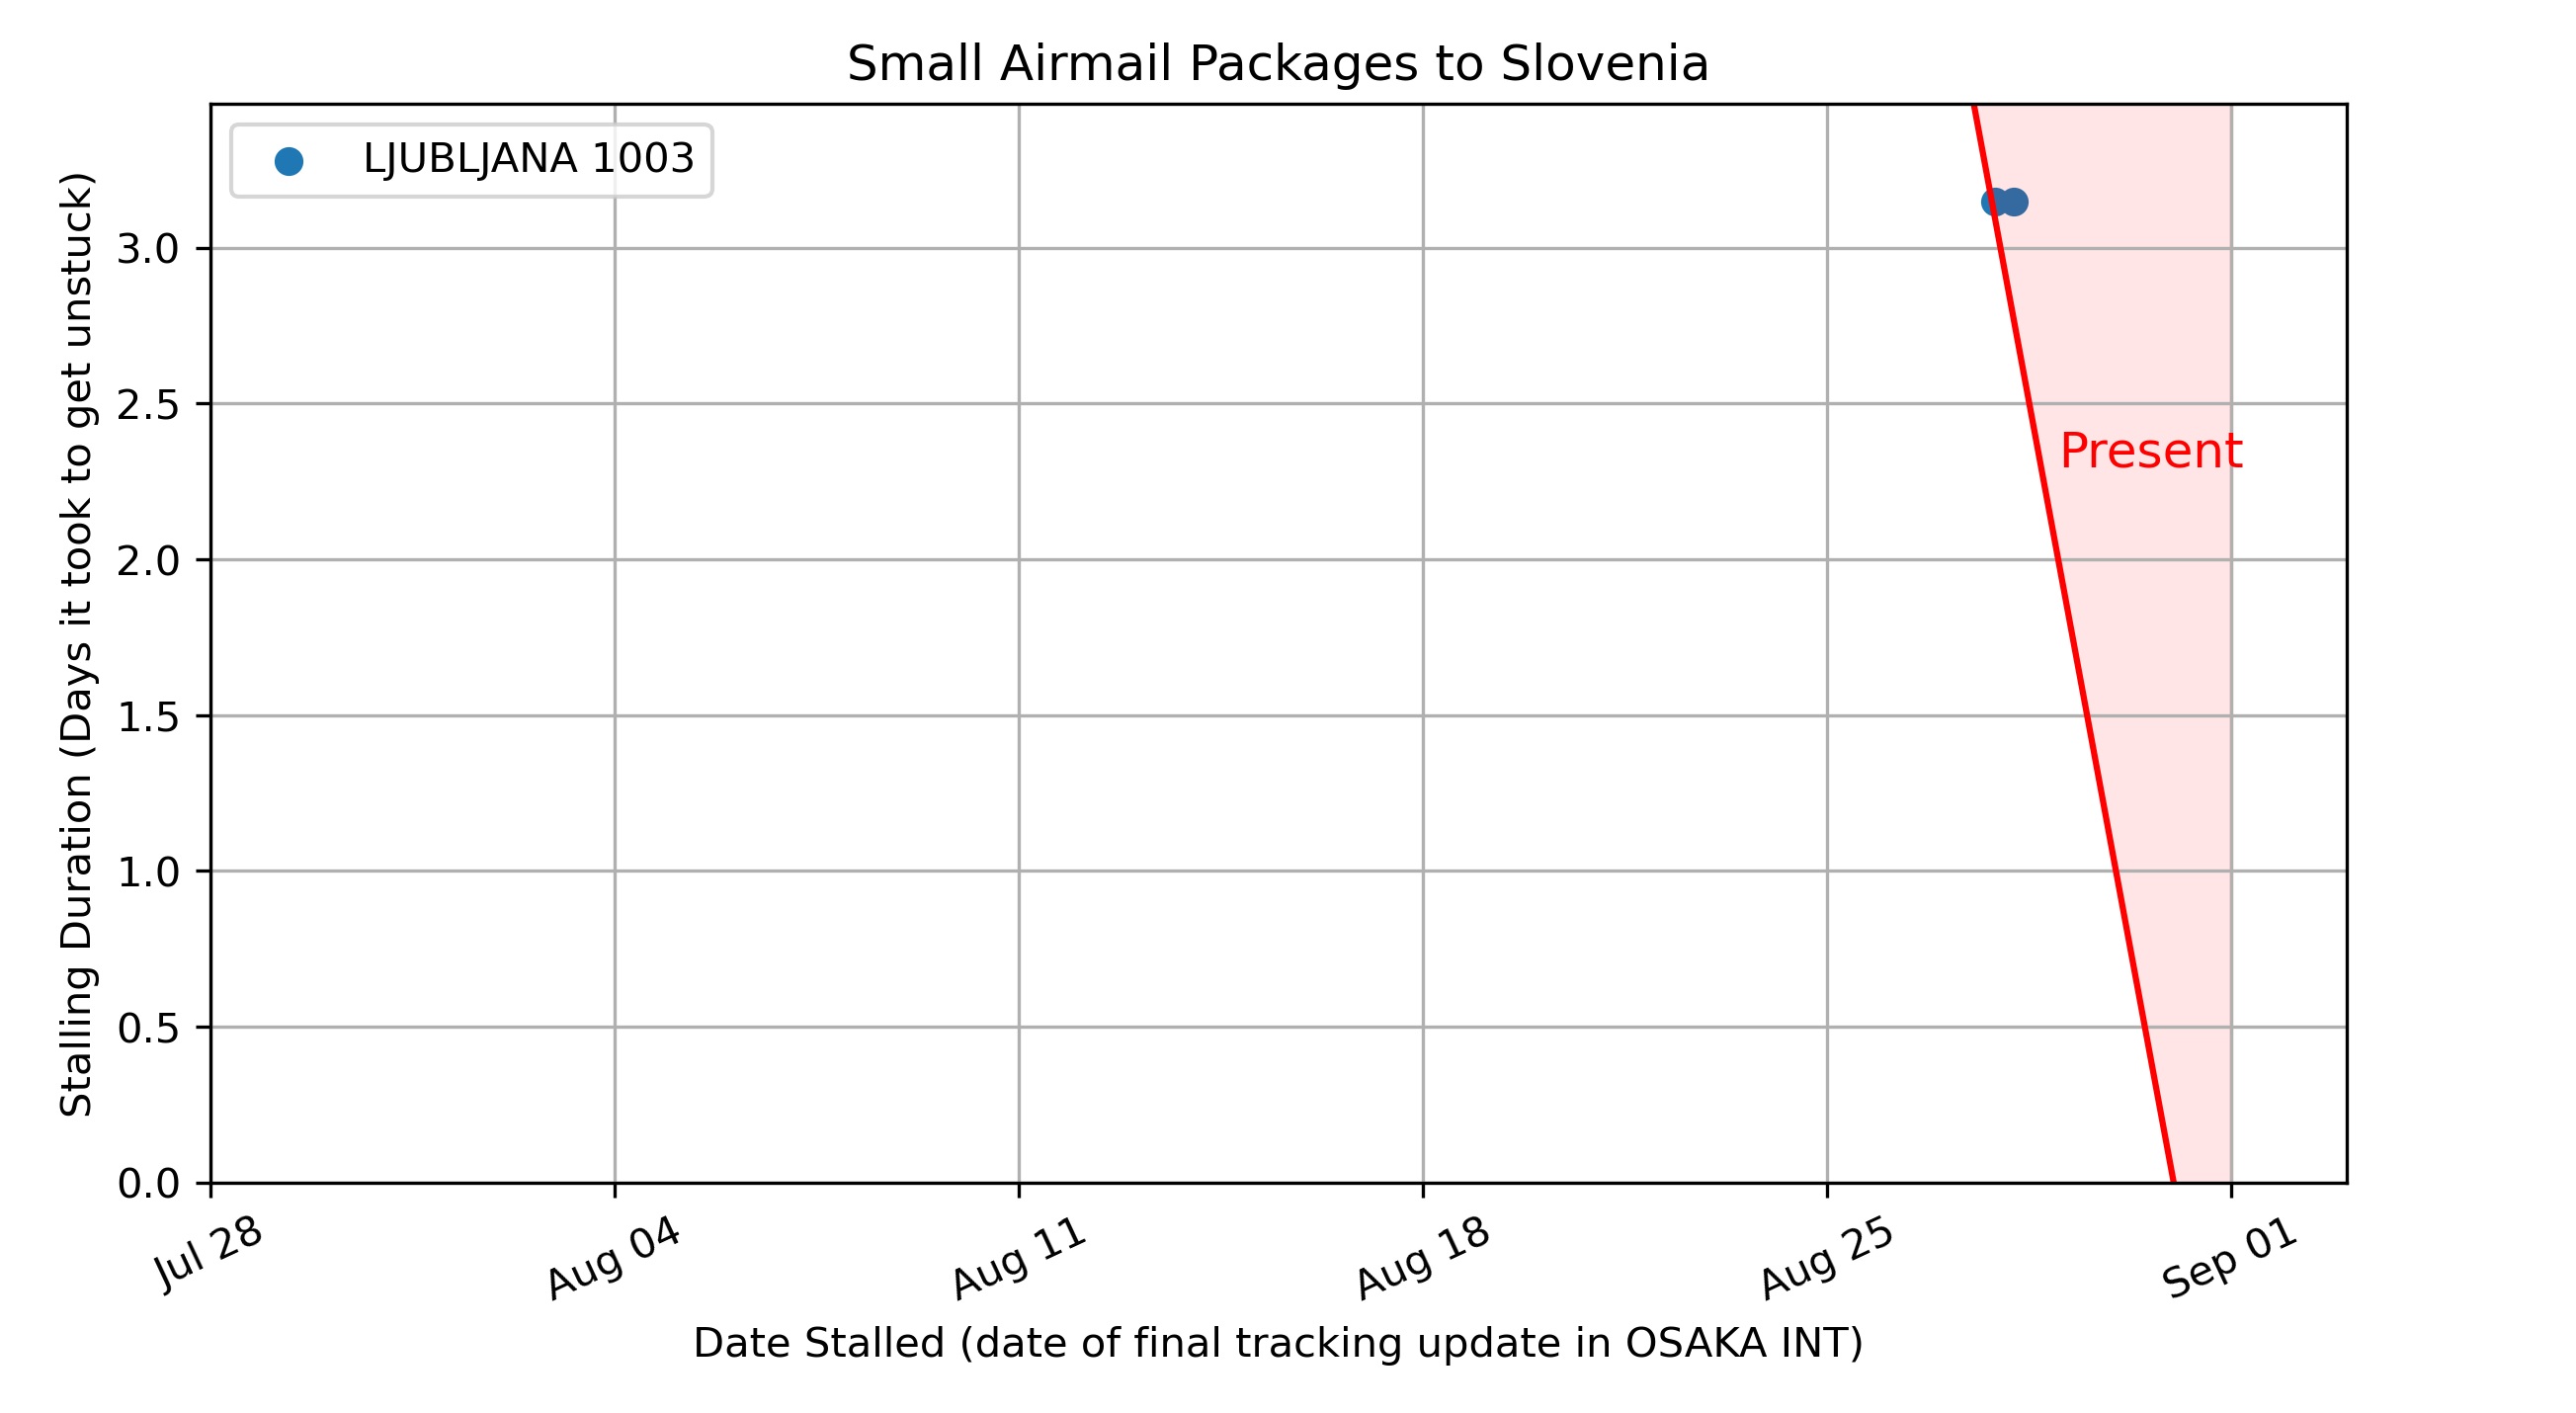 Small Airmail Packages to Slovenia
LJUBLJANA 1003
Stalling Duration (Days it took to get unstuck)
3.0
2.5
2.0
1.5
1.0
0.5
0.0
Present
Jul 28
Aug 04
Aug 11
Aug 18
Aug 25
Sep 01
Date Stalled (date of final tracking update in OSAKA INT)